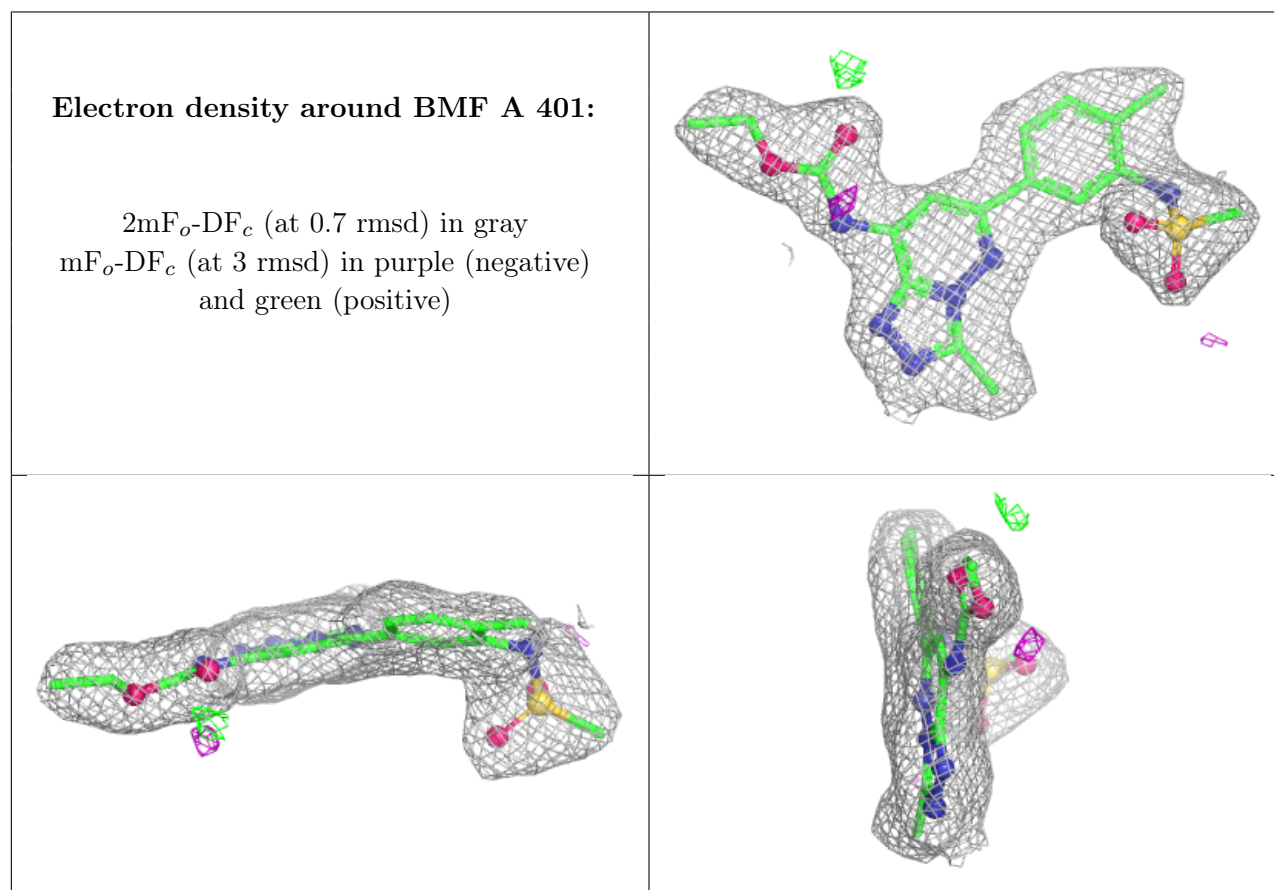 Electron density around BMF A 401:
2mFo-DFc (at 0.7 rmsd) in gray
mFo-DFc (at 3 rmsd) in purple (negative)
and green (positive)